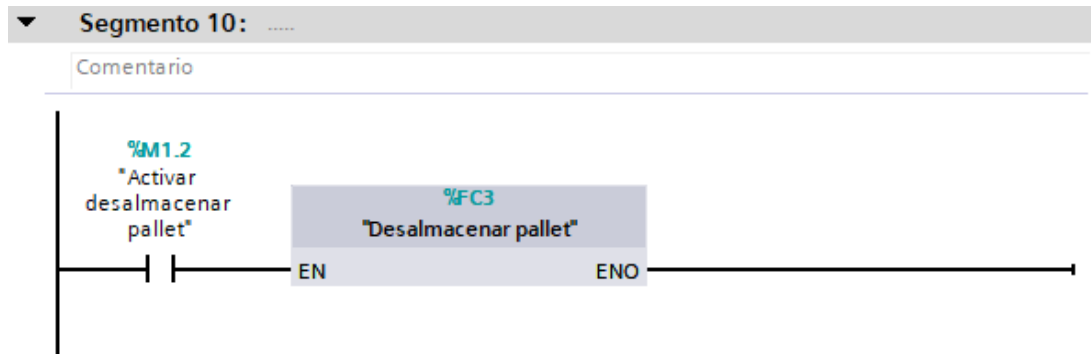 Segmento 10: .....
Comentario
%M1.2
"Activar
desalmacenar
pallet"
%FC3
"Desalmacenar pallet"
EN
ENO